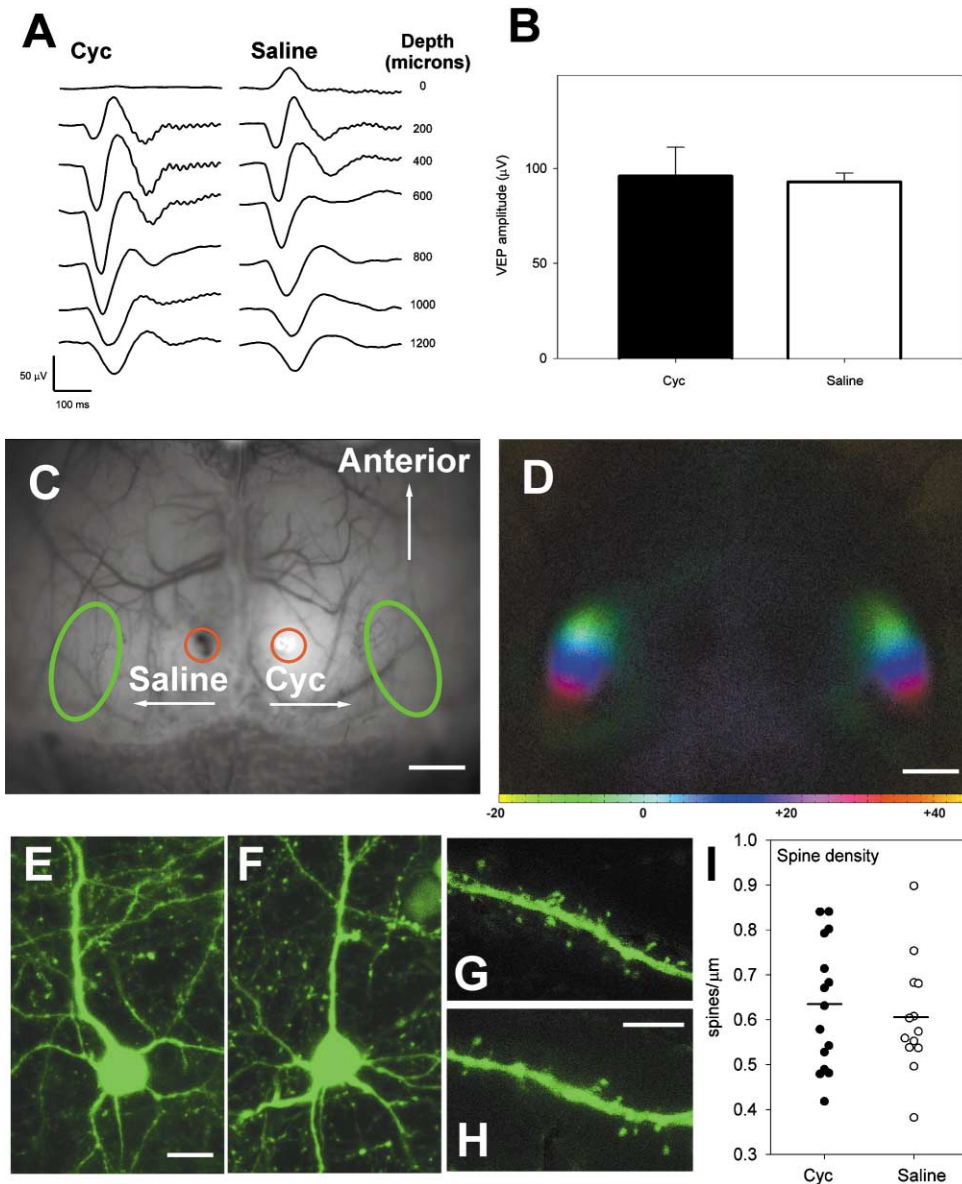 A
Cyc
Saline
Depth
(microns)
0
200
400
600
800
1000
1200
50 µV
100 ms
B
VEP amplitude (µV)
100
50
0
Cyc
Saline
C
Anterior
Saline
Cyc
D
-20
0
+20
+40
E
F
G
H
I
Spine density
spines/µm
1.0
0.9
0.8
0.7
0.6
0.5
0.4
0.3
Cyc
Saline